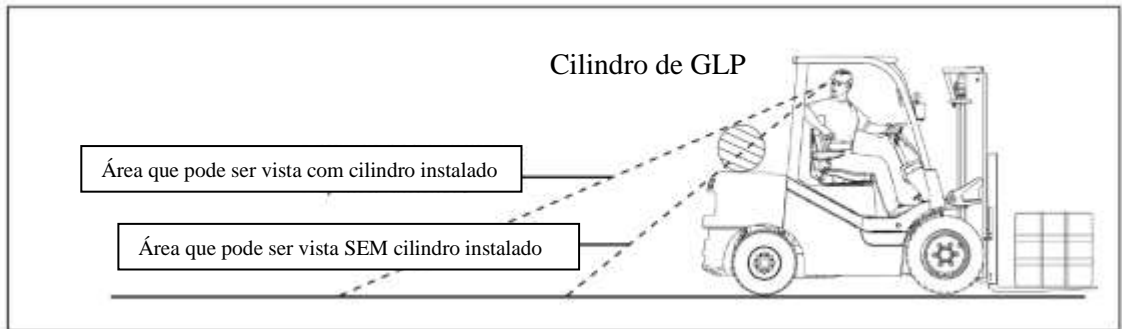 Cilindro de GLP
Área que pode ser vista com cilindro instalado
Área que pode ser vista SEM cilindro instalado